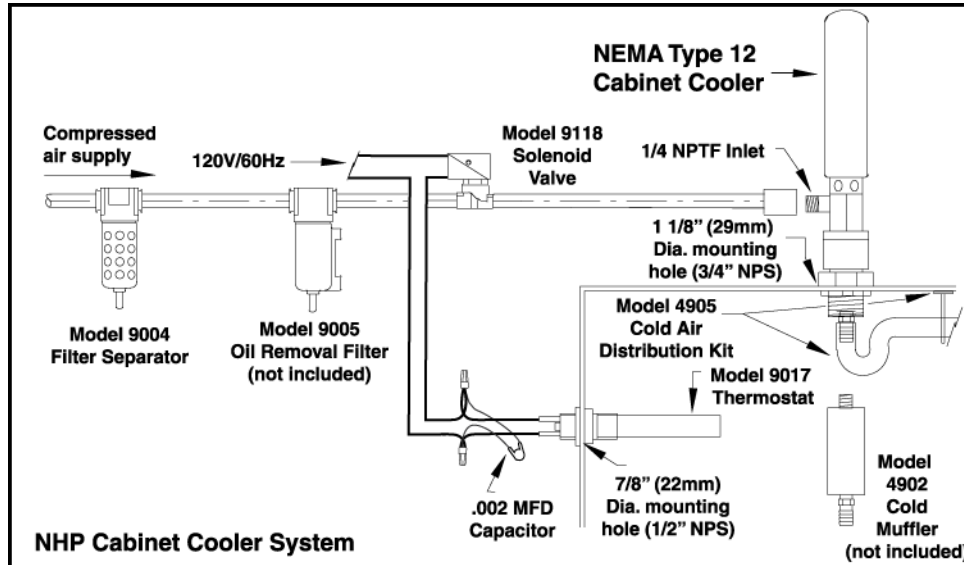 NEMA Type 12
Cabinet Cooler
Compressed
air supply
120V/60Hz
Model 9118
Solenoid
Valve
1/4 NPTF Inlet
1 1/8” (29mm)
Dia. mounting
hole (3/4” NPS)
Model 9004
Filter Separator
Model 9005
Oil Removal Filter
(not included)
Model 4905
Cold Air
Distribution Kit
Model 9017
Thermostat
.002 MFD
Capacitor
7/8” (22mm)
Dia. mounting
hole (1/2” NPS)
Model
4902
Cold
Muffler
(not included)
NHP Cabinet Cooler System